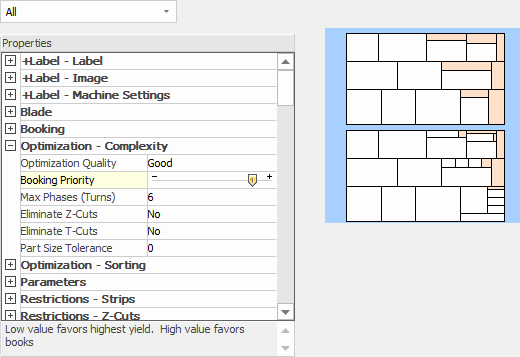 All
Properties
+Label - Label
+Label - Image
+Label - Machine Settings
Blade
Booking
Optimization - Complexity
Optimization Quality Good
Booking Priority - +
Max Phases (Turns) 6
Eliminate Z-Cuts No
Eliminate T-Cuts No
Part Size Tolerance 0
Optimization - Sorting
Parameters
Restrictions - Strips
Restrictions - Z-Cuts
Low value favors highest yield. High value favors
books